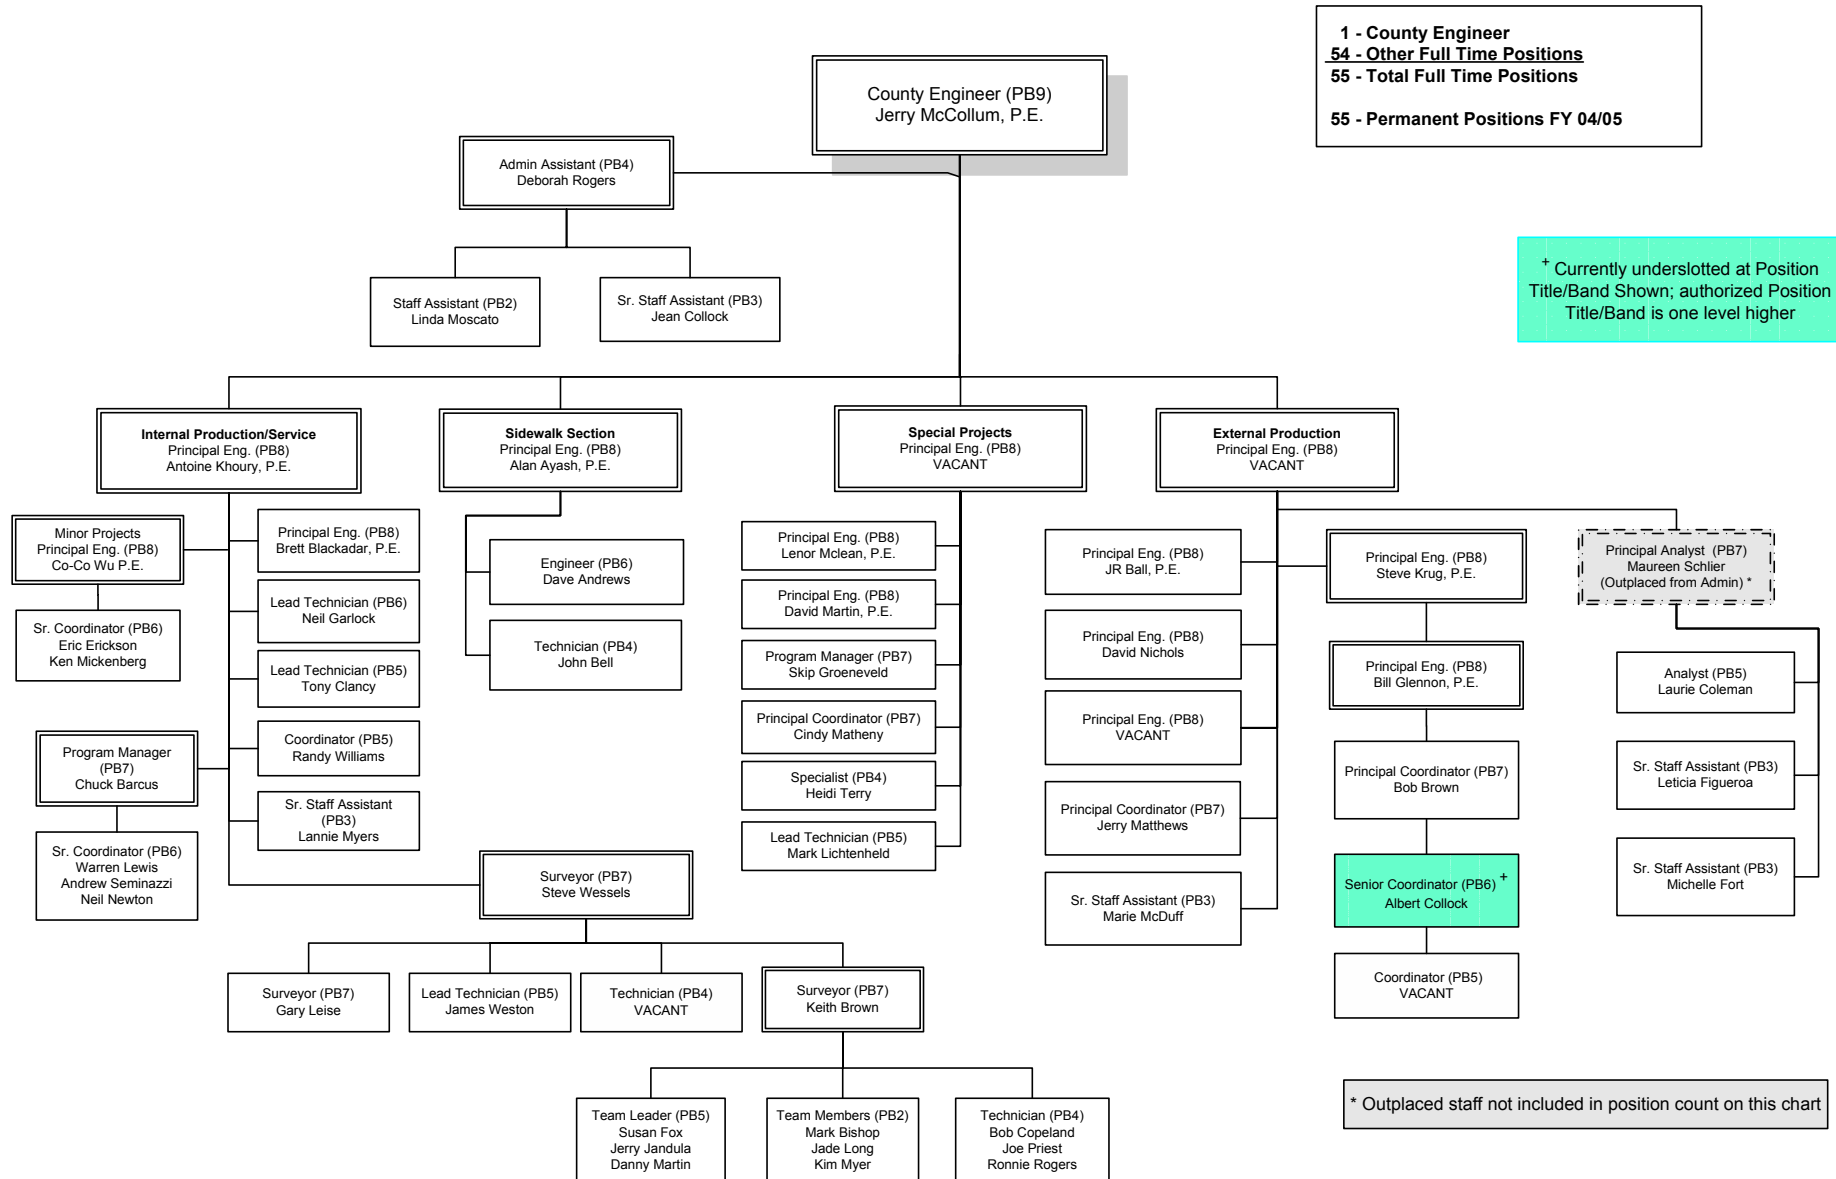 1 - County Engineer
54 - Other Full Time Positions
55 - Total Full Time Positions
55 - Permanent Positions FY 04/05
County Engineer (PB9)
Jerry McCollum, P.E.
Admin Assistant (PB4)
Deborah Rogers
Staff Assistant (PB2)
Linda Moscato
Sr. Staff Assistant (PB3)
Jean Collock
+ Currently underslotted at Position
Title/Band Shown; authorized Position
Title/Band is one level higher
Internal Production/Service
Principal Eng. (PB8)
Antoine Khoury, P.E.
Sidewalk Section
Principal Eng. (PB8)
Alan Ayash, P.E.
Special Projects
Principal Eng. (PB8)
VACANT
External Production
Principal Eng. (PB8)
VACANT
Minor Projects
Principal Eng. (PB8)
Co-Co Wu P.E.
Sr. Coordinator (PB6)
Eric Erickson
Ken Mickenberg
Program Manager
(PB7)
Chuck Barcus
Sr. Coordinator (PB6)
Warren Lewis
Andrew Seminazzi
Neil Newton
Principal Eng. (PB8)
Brett Blackadar, P.E.
Lead Technician (PB6)
Neil Garlock
Lead Technician (PB5)
Tony Clancy
Coordinator (PB5)
Randy Williams
Sr. Staff Assistant
(PB3)
Lannie Myers
Engineer (PB6)
Dave Andrews
Technician (PB4)
John Bell
Principal Eng. (PB8)
Lenor Mclean, P.E.
Principal Eng. (PB8)
David Martin, P.E.
Program Manager (PB7)
Skip Groeneveld
Principal Coordinator (PB7)
Cindy Matheny
Specialist (PB4)
Heidi Terry
Lead Technician (PB5)
Mark Lichtenheld
Principal Eng. (PB8)
JR Ball, P.E.
Principal Eng. (PB8)
David Nichols
Principal Eng. (PB8)
VACANT
Principal Coordinator (PB7)
Jerry Matthews
Sr. Staff Assistant (PB3)
Marie McDuff
Principal Eng. (PB8)
Steve Krug, P.E.
Principal Eng. (PB8)
Bill Glennon, P.E.
Principal Coordinator (PB7)
Bob Brown
Senior Coordinator (PB6) +
Albert Collock
Coordinator (PB5)
VACANT
Principal Analyst (PB7)
Maureen Schlier
(Outplaced from Admin) *
Analyst (PB5)
Laurie Coleman
Sr. Staff Assistant (PB3)
Leticia Figueroa
Sr. Staff Assistant (PB3)
Michelle Fort
Surveyor (PB7)
Steve Wessels
Surveyor (PB7)
Gary Leise
Lead Technician (PB5)
James Weston
Technician (PB4)
VACANT
Surveyor (PB7)
Keith Brown
Team Leader (PB5)
Susan Fox
Jerry Jandula
Danny Martin
Team Members (PB2)
Mark Bishop
Jade Long
Kim Myer
Technician (PB4)
Bob Copeland
Joe Priest
Ronnie Rogers
* Outplaced staff not included in position count on this chart